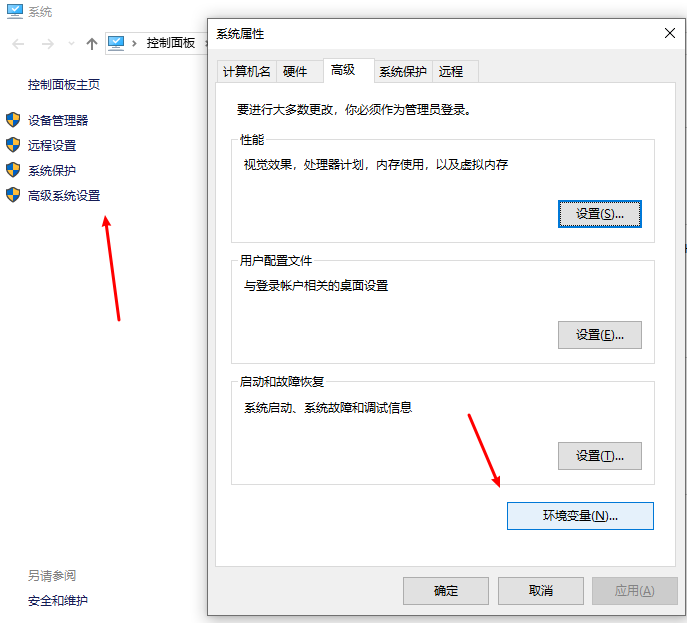 系统
控制面板
控制面板主页
设备管理器
远程设置
系统保护
高级系统设置
另请参阅
安全和维护
系统属性
计算机名 硬件 高级 系统保护 远程
要进行大多数更改，你必须作为管理员登录。
性能
视觉效果，处理器计划，内存使用，以及虚拟内存
设置(S)...
用户配置文件
与登录帐户相关的桌面设置
设置(E)...
启动和故障恢复
系统启动、系统故障和调试信息
设置(T)...
环境变量(N)...
确定 取消 应用(A)